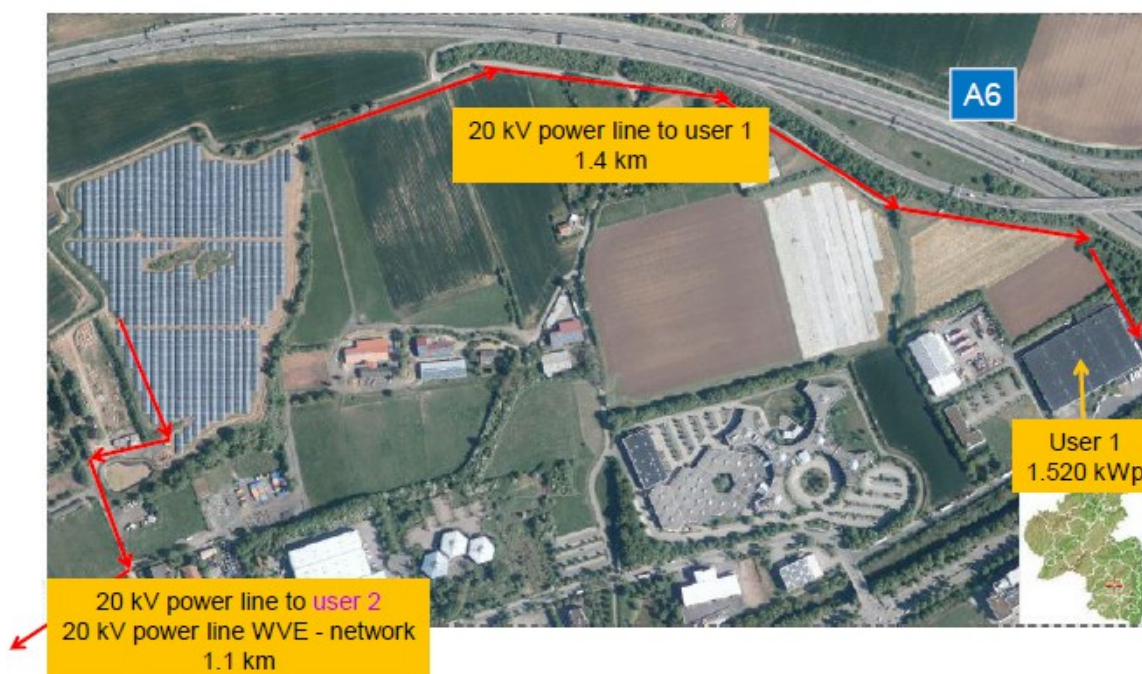 A6
20 kV power line to user 1
1.4 km
User 1
1.520 kWp
20 kV power line to user 2
20 kV power line WVE - network
1.1 km